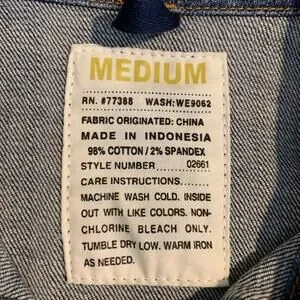 MEDIUM
RN. #77388 WASH: WE9062
FABRIC ORIGINATED: CHINA
MADE IN INDONESIA
98% COTTON / 2% SPANDEX
STYLE NUMBER........ 02661
CARE INSTRUCTIONS.......
MACHINE WASH COLD. INSIDE
OUT WITH LIKE COLORS. NON-
CHLORINE BLEACH ONLY.
TUMBLE DRY LOW. WARM IRON
AS NEEDED.